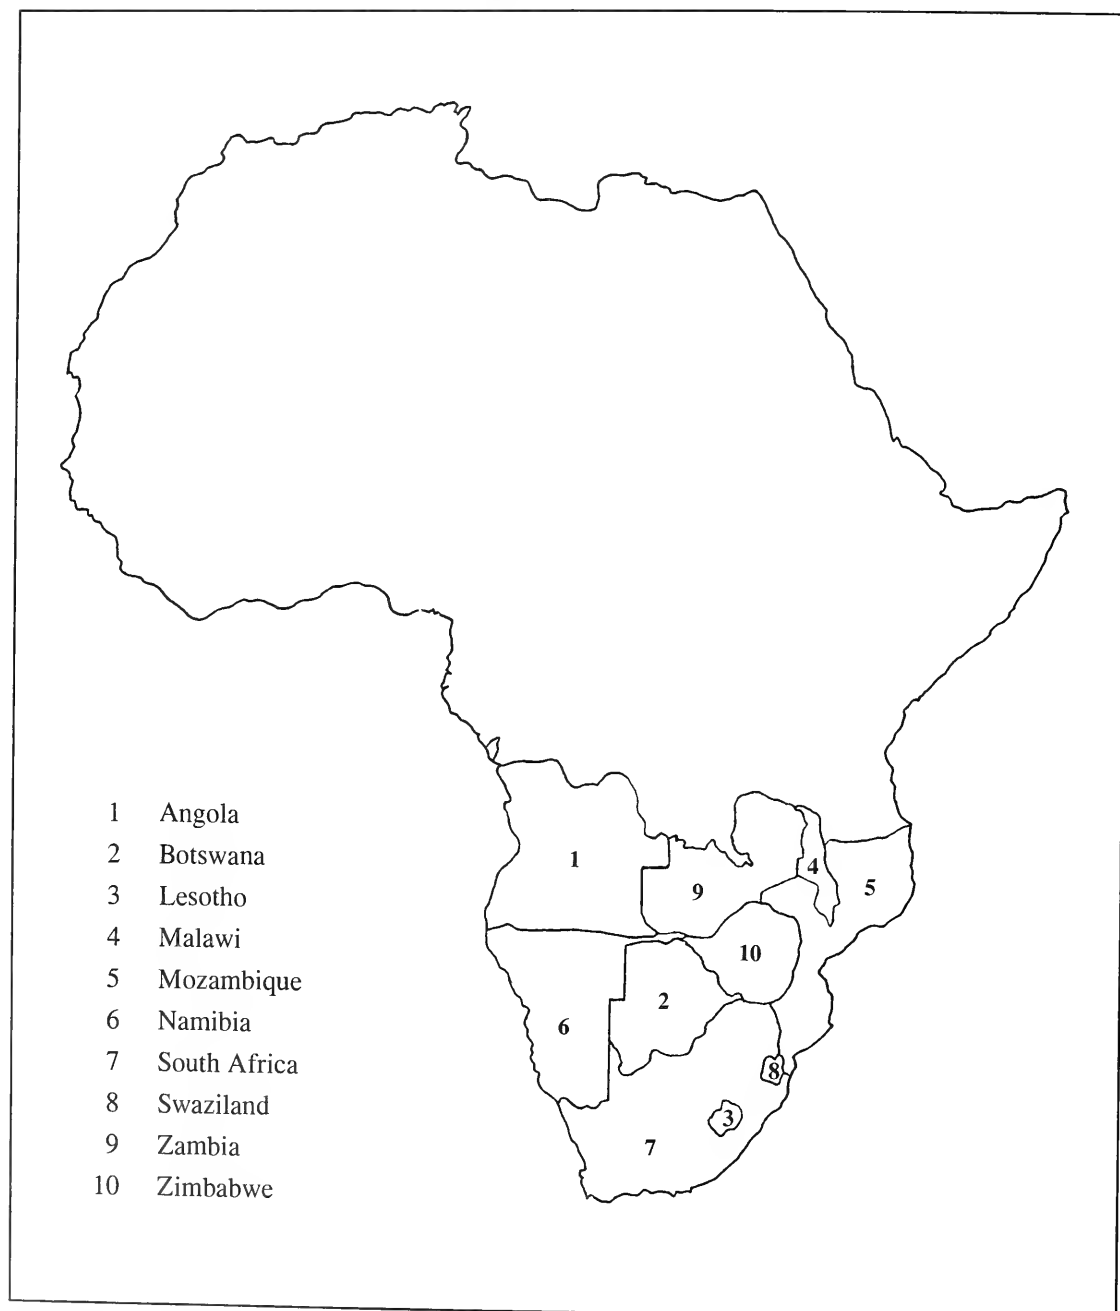 1 Angola
2 Botswana
3 Lesotho
4 Malawi
5 Mozambique
6 Namibia
7 South Africa
8 Swaziland
9 Zambia
10 Zimbabwe
1
4
5
9
10
2
6
8
3
7